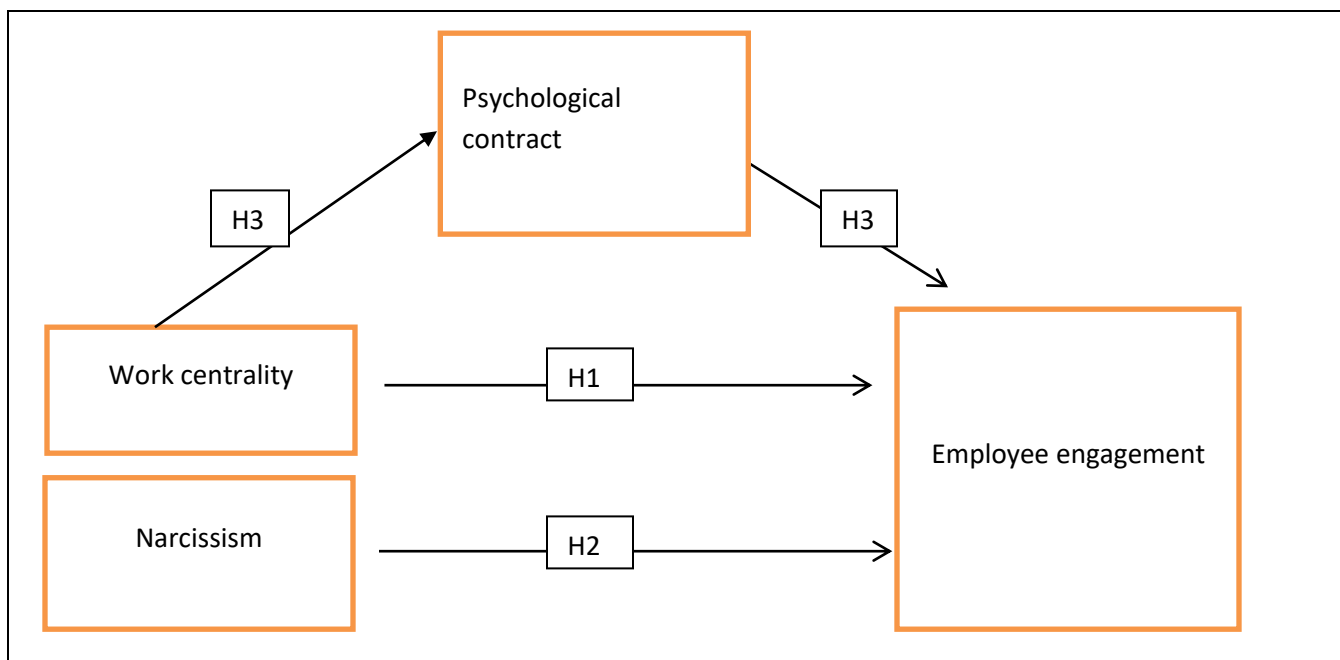 Psychological
contract
H3
H3
Work centrality
H1
Employee engagement
Narcissism
H2